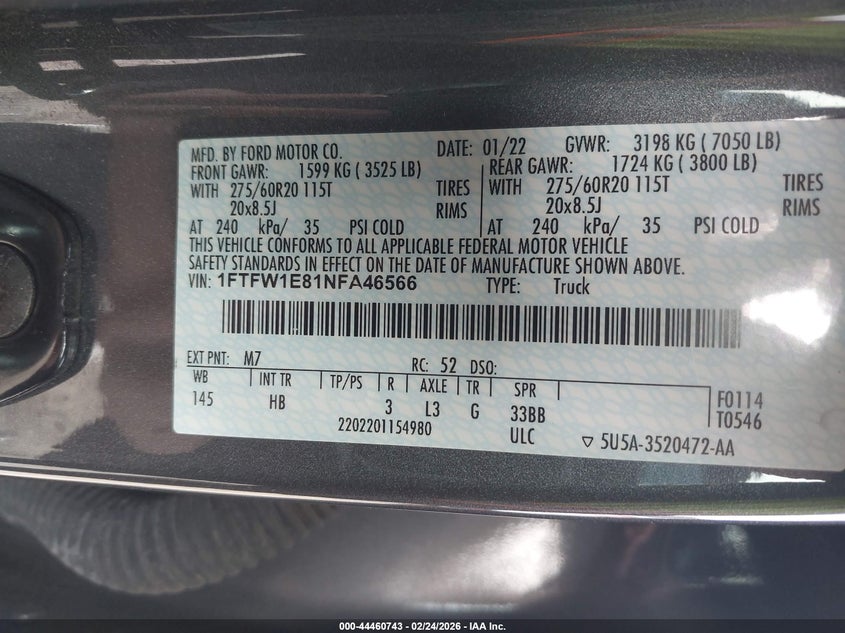 MFD. BY FORD MOTOR CO. DATE: 01/22 GVWR: 3198 KG ( 7050 LB)
FRONT GAWR: 1599 KG ( 3525 LB) REAR GAWR: 1724 KG ( 3800 LB)
WITH 275/60R20 115T TIRES WITH 275/60R20 115T TIRES
20x8.5J RIMS 20x8.5J RIMS
AT 240 kPa/ 35 PSI COLD AT 240 kPa/ 35 PSI COLD
THIS VEHICLE CONFORMS TO ALL APPLICABLE FEDERAL MOTOR VEHICLE
SAFETY STANDARDS IN EFFECT ON THE DATE OF MANUFACTURE SHOWN ABOVE.
VIN: 1FTFW1E81NFA46566 TYPE: Truck
EXT PNT: M7 RC: 52 DSO:
WB INT TR TP/PS R AXLE TR SPR F0114
145 HB 3 L3 G 33BB T0546
2202201154980 ULC ▽ 5U5A-3520472-AA
000-44460743 / 02/24/2026 - IAA Inc.